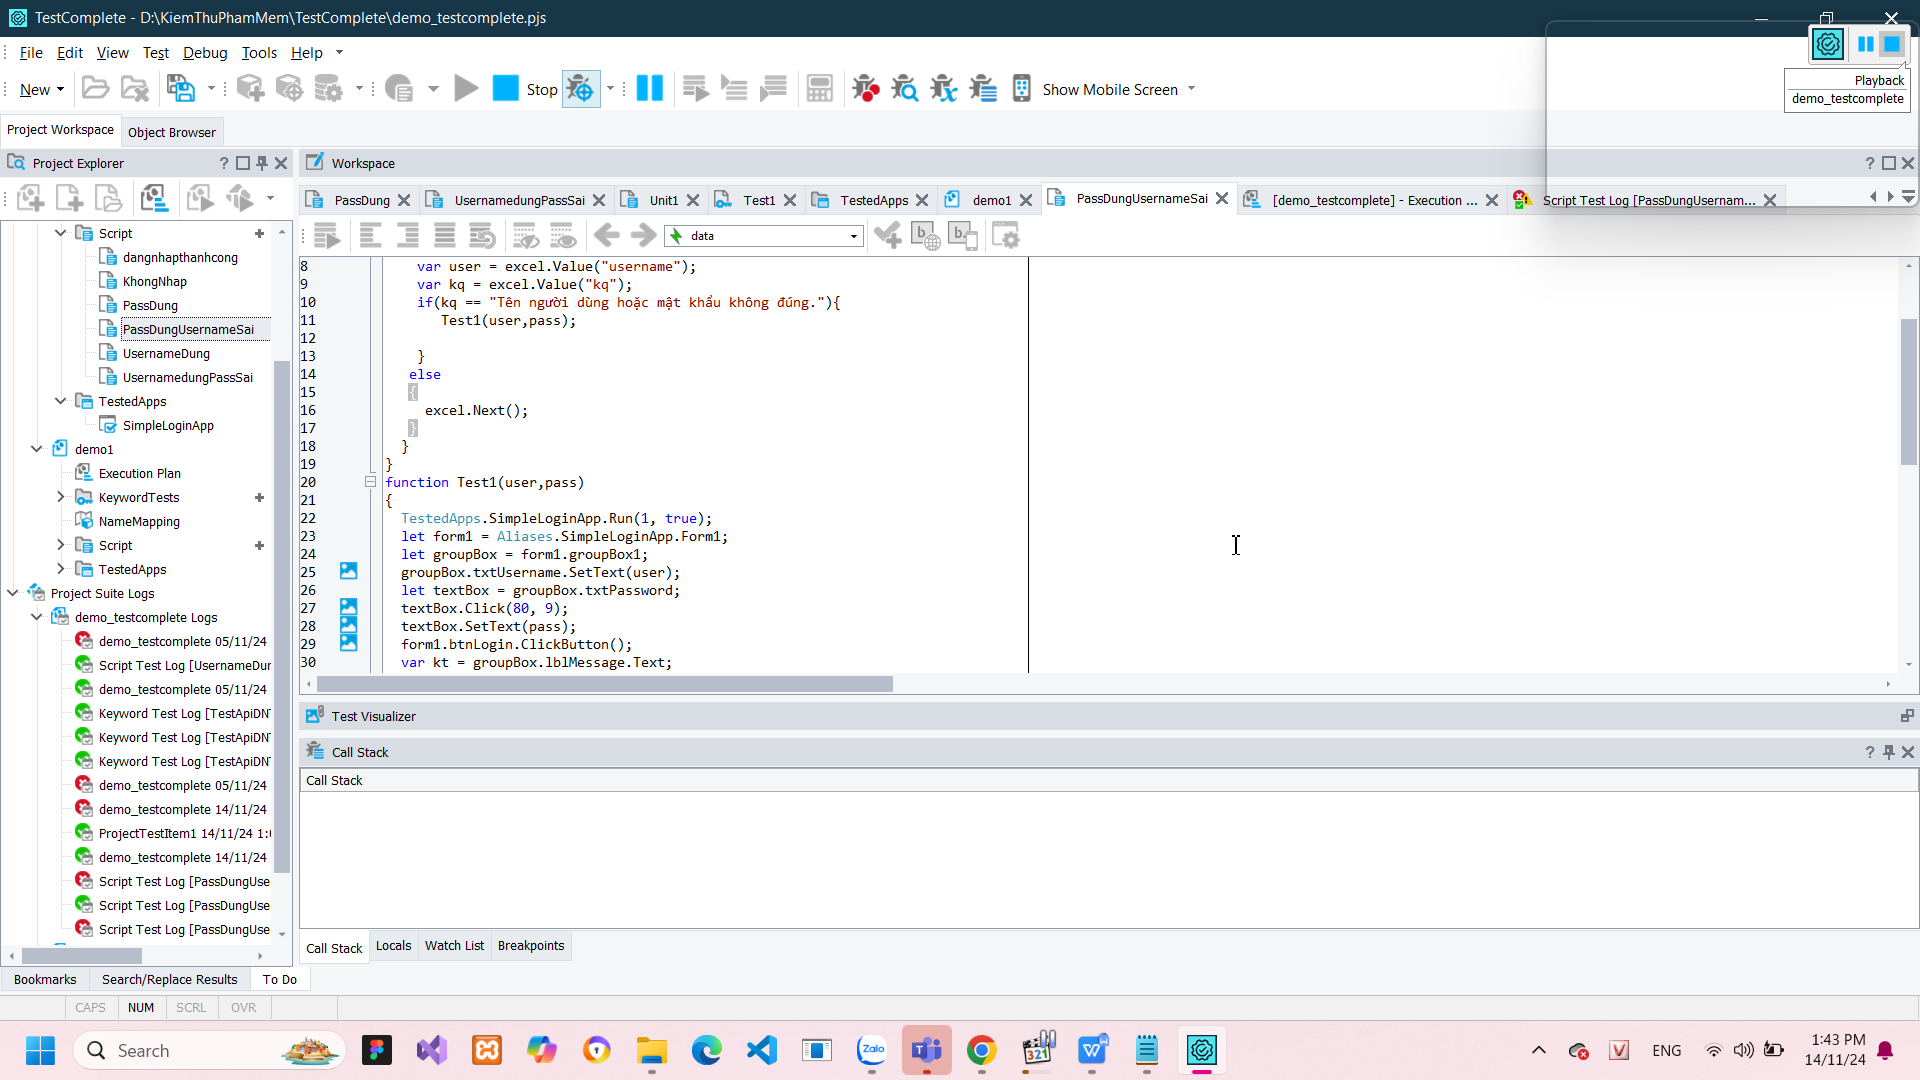 TestComplete - D:\KiemThuPhamMem\TestComplete\demo_testcomplete.pjs
File Edit View Test Debug Tools Help
Playback
demo_testcomplete
New
Stop
Show Mobile Screen
Project Workspace
Object Browser
Project Explorer
Workspace
PassDung
UsernamedungPassSai
Unit1
Test1
TestedApps
demo1
PassDungUsernameSai
[demo_testcomplete] - Execution ...
Script Test Log [PassDungUsernam...
data
Script
dangnhapthanhcong
KhongNhap
PassDung
PassDungUsernameSai
UsernameDung
UsernamedungPassSai
TestedApps
SimpleLoginApp
demo1
Execution Plan
KeywordTests
NameMapping
Script
TestedApps
Project Suite Logs
demo_testcomplete Logs
demo_testcomplete 05/11/24
Script Test Log [UsernameDur
demo_testcomplete 05/11/24
Keyword Test Log [TestApiDN
Keyword Test Log [TestApiDN
Keyword Test Log [TestApiDN
demo_testcomplete 05/11/24
demo_testcomplete 14/11/24
ProjectTestItem1 14/11/24 1:
demo_testcomplete 14/11/24
Script Test Log [PassDungUse
Script Test Log [PassDungUse
Script Test Log [PassDungUse
8 var user = excel.Value("username");
9 var kq = excel.Value("kq");
10 if(kq == "Tên người dùng hoặc mật khẩu không đúng."){
11 Test1(user,pass);
12
13 }
14 else
15 {
16 excel.Next();
17 }
18 }
19 }
20 function Test1(user,pass)
21 {
22 TestedApps.SimpleLoginApp.Run(1, true);
23 let form1 = Aliases.SimpleLoginApp.Form1;
24 let groupBox = form1.groupBox1;
25 groupBox.txtUsername.SetText(user);
26 let textBox = groupBox.txtPassword;
27 textBox.Click(80, 9);
28 textBox.SetText(pass);
29 form1.btnLogin.ClickButton();
30 var kt = groupBox.lblMessage.Text;
Test Visualizer
Call Stack
Call Stack
Call Stack Locals Watch List Breakpoints
Bookmarks Search/Replace Results To Do
CAPS NUM SCRL OVR
Search
Zalo
321
ENG
1:43 PM
14/11/24